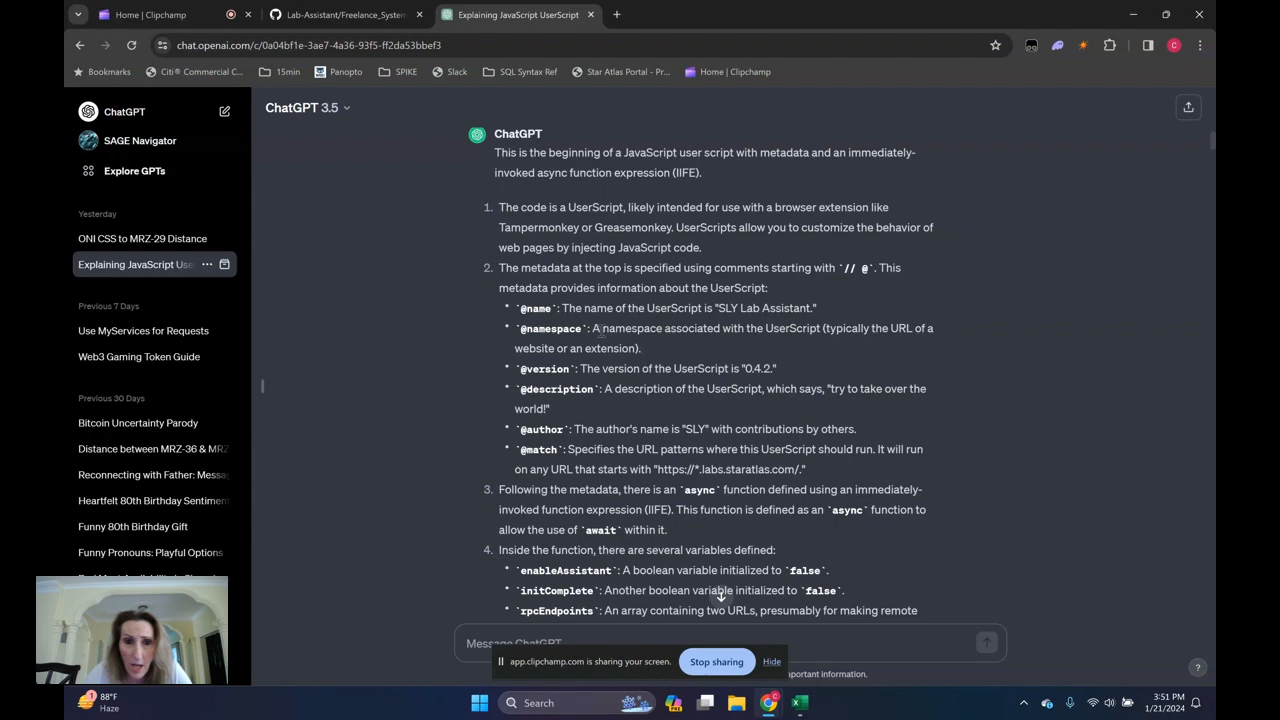 Home | Clipchamp
Lab-Assistant/Freelance_System
Explaining JavaScript UserScript
chat.openai.com/c/0a04bf1e-3ae7-4a36-93f5-ff2da53bbef3
Bookmarks
Citi® Commercial C...
15min
Panopto
SPIKE
Slack
SQL Syntax Ref
Star Atlas Portal - Pr...
Home | Clipchamp
ChatGPT
SAGE Navigator
Explore GPTs
Yesterday
ONI CSS to MRZ-29 Distance
Explaining JavaScript Use
Previous 7 Days
Use MyServices for Requests
Web3 Gaming Token Guide
Previous 30 Days
Bitcoin Uncertainty Parody
Distance between MRZ-36 & MRZ
Reconnecting with Father: Messa
Heartfelt 80th Birthday Sentiment
Funny 80th Birthday Gift
Funny Pronouns: Playful Options
ChatGPT 3.5
ChatGPT
This is the beginning of a JavaScript user script with metadata and an immediately-
invoked async function expression (IIFE).
1. The code is a UserScript, likely intended for use with a browser extension like
Tampermonkey or Greasemonkey. UserScripts allow you to customize the behavior of
web pages by injecting JavaScript code.
2. The metadata at the top is specified using comments starting with `// @`. This
metadata provides information about the UserScript:
• `@name`: The name of the UserScript is "SLY Lab Assistant."
• `@namespace`: A namespace associated with the UserScript (typically the URL of a
website or an extension).
• `@version`: The version of the UserScript is "0.4.2."
• `@description`: A description of the UserScript, which says, "try to take over the
world!"
• `@author`: The author's name is "SLY" with contributions by others.
• `@match`: Specifies the URL patterns where this UserScript should run. It will run
on any URL that starts with "https://*.labs.staratlas.com/."
3. Following the metadata, there is an `async` function defined using an immediately-
invoked function expression (IIFE). This function is defined as an `async` function to
allow the use of `await` within it.
4. Inside the function, there are several variables defined:
• `enableAssistant`: A boolean variable initialized to `false`.
• `initComplete`: Another boolean variable initialized to `false`.
• `rpcEndpoints`: An array containing two URLs, presumably for making remote
Message ChatGPT
app.clipchamp.com is sharing your screen.
Stop sharing
Hide
important information.
?
C
1
88°F
Haze
Search
3:51 PM
1/21/2024